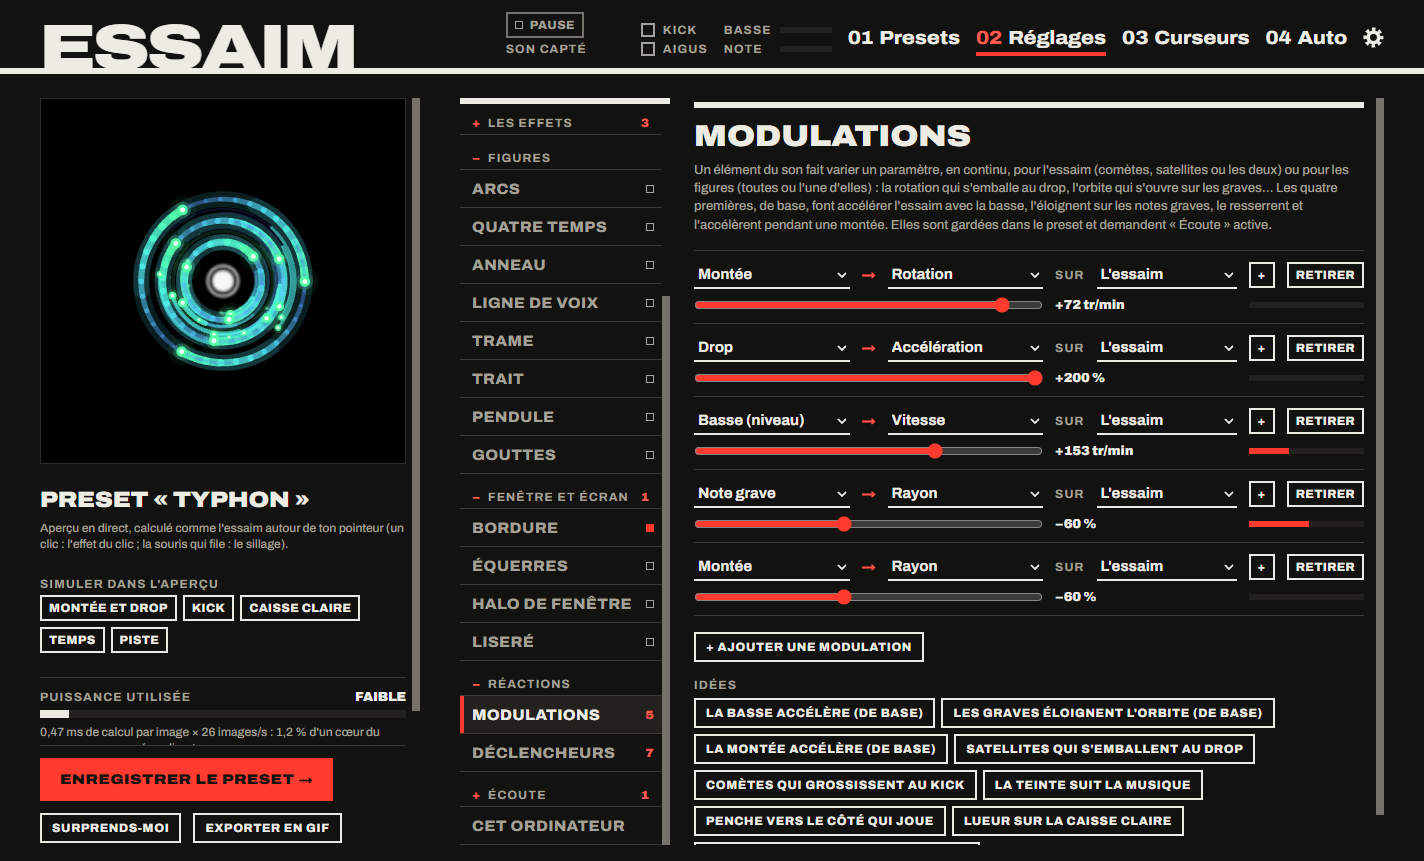 ESSAIM
PAUSE
SON CAPTÉ
KICK
AIGUS
BASSE
NOTE
01 Presets
02 Réglages
03 Curseurs
04 Auto
PRESET « TYPHON »
Aperçu en direct, calculé comme l'essaim autour de ton pointeur (un
clic : l'effet du clic ; la souris qui file : le sillage).
SIMULER DANS L'APERÇU
MONTÉE ET DROP
KICK
CAISSE CLAIRE
TEMPS
PISTE
PUISSANCE UTILISÉE
FAIBLE
0,47 ms de calcul par image × 26 images/s : 1,2 % d'un cœur du
ENREGISTRER LE PRESET →
SURPRENDS-MOI
EXPORTER EN GIF
+ LES EFFETS 3
− FIGURES
ARCS
QUATRE TEMPS
ANNEAU
LIGNE DE VOIX
TRAME
TRAIT
PENDULE
GOUTTES
− FENÊTRE ET ÉCRAN 1
BORDURE
ÉQUERRES
HALO DE FENÊTRE
LISERÉ
− RÉACTIONS
MODULATIONS 5
DÉCLENCHEURS 7
+ ÉCOUTE 1
CET ORDINATEUR
MODULATIONS
Un élément du son fait varier un paramètre, en continu, pour l'essaim (comètes, satellites ou les deux) ou pour les
figures (toutes ou l'une d'elles) : la rotation qui s'emballe au drop, l'orbite qui s'ouvre sur les graves... Les quatre
premières, de base, font accélérer l'essaim avec la basse, l'éloignent sur les notes graves, le resserrent et
l'accélèrent pendant une montée. Elles sont gardées dans le preset et demandent « Écoute » active.
Montée → Rotation SUR L'essaim + RETIRER
+72 tr/min
Drop → Accélération SUR L'essaim + RETIRER
+200 %
Basse (niveau) → Vitesse SUR L'essaim + RETIRER
+153 tr/min
Note grave → Rayon SUR L'essaim + RETIRER
−60 %
Montée → Rayon SUR L'essaim + RETIRER
−60 %
+ AJOUTER UNE MODULATION
IDÉES
LA BASSE ACCÉLÈRE (DE BASE)
LES GRAVES ÉLOIGNENT L'ORBITE (DE BASE)
LA MONTÉE ACCÉLÈRE (DE BASE)
SATELLITES QUI S'EMBALLENT AU DROP
COMÈTES QUI GROSSISSENT AU KICK
LA TEINTE SUIT LA MUSIQUE
PENCHE VERS LE CÔTÉ QUI JOUE
LUEUR SUR LA CAISSE CLAIRE